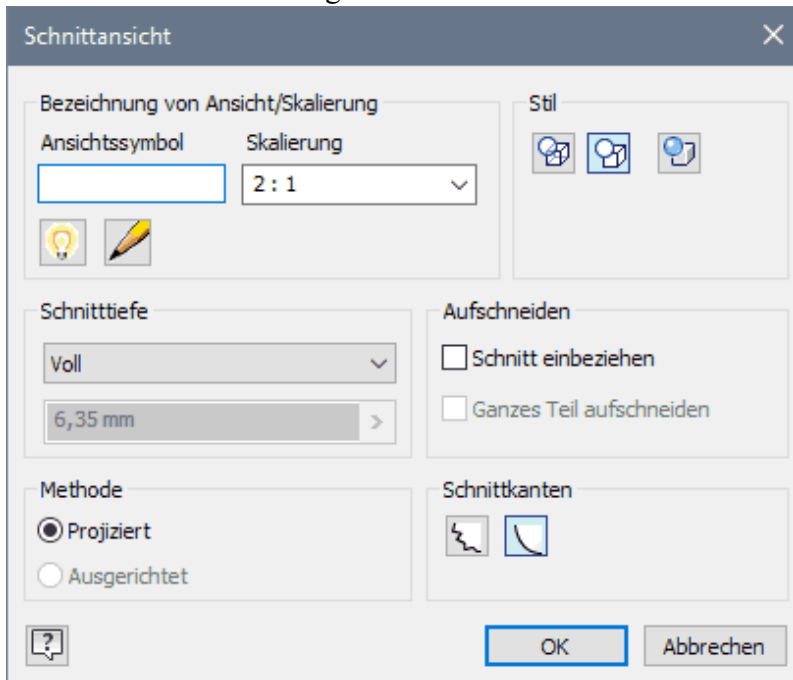 Schnittansicht
Bezeichnung von Ansicht/Skalierung
Stil
Ansichtssymbol
Skalierung
2 : 1
Schnitttiefe
Voll
6,35 mm
Aufschneiden
Schnitt einbeziehen
Ganzes Teil aufschneiden
Methode
Projiziert
Ausgerichtet
Schnittkanten
OK
Abbrechen